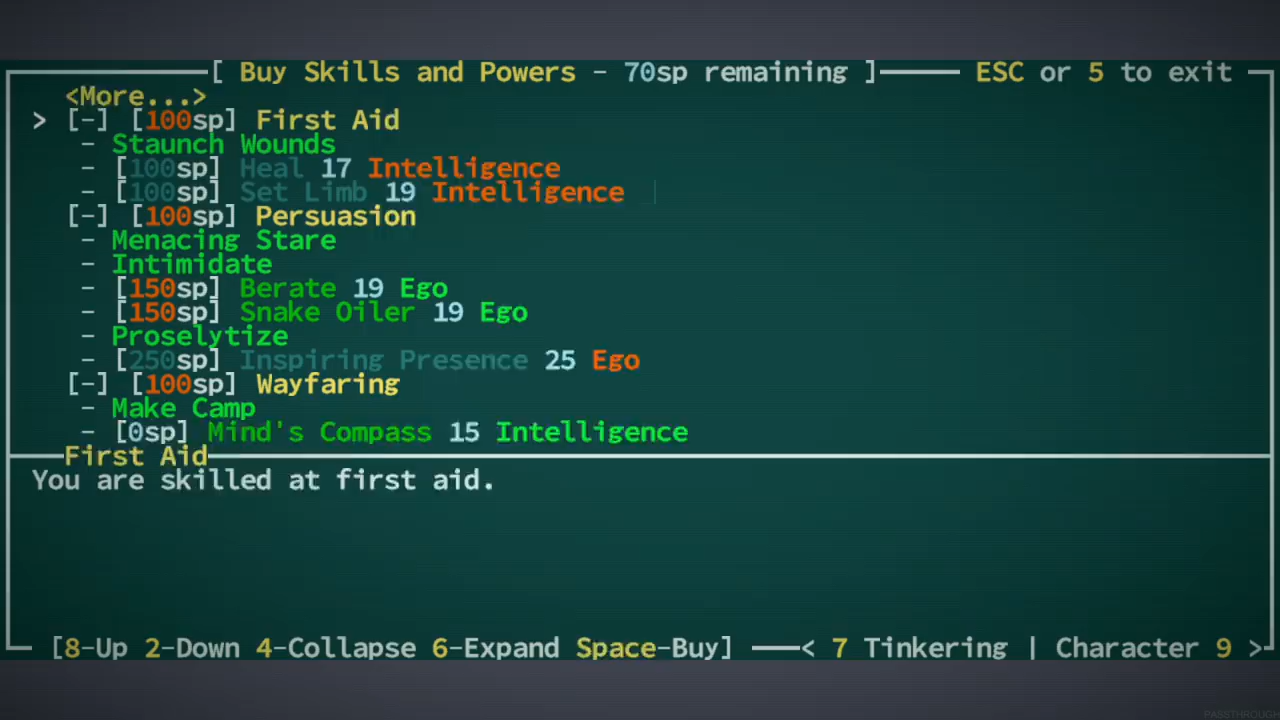 [ Buy Skills and Powers - 70sp remaining ] ESC or 5 to exit
<More...>
> [-] [100sp] First Aid
- Staunch Wounds
- [100sp] Heal 17 Intelligence
- [100sp] Set Limb 19 Intelligence
[-] [100sp] Persuasion
- Menacing Stare
- Intimidate
- [150sp] Berate 19 Ego
- [150sp] Snake Oiler 19 Ego
- Proselytize
- [250sp] Inspiring Presence 25 Ego
[-] [100sp] Wayfaring
- Make Camp
- [0sp] Mind's Compass 15 Intelligence
First Aid
You are skilled at first aid.
[8-Up 2-Down 4-Collapse 6-Expand Space-Buy] < 7 Tinkering | Character 9 >